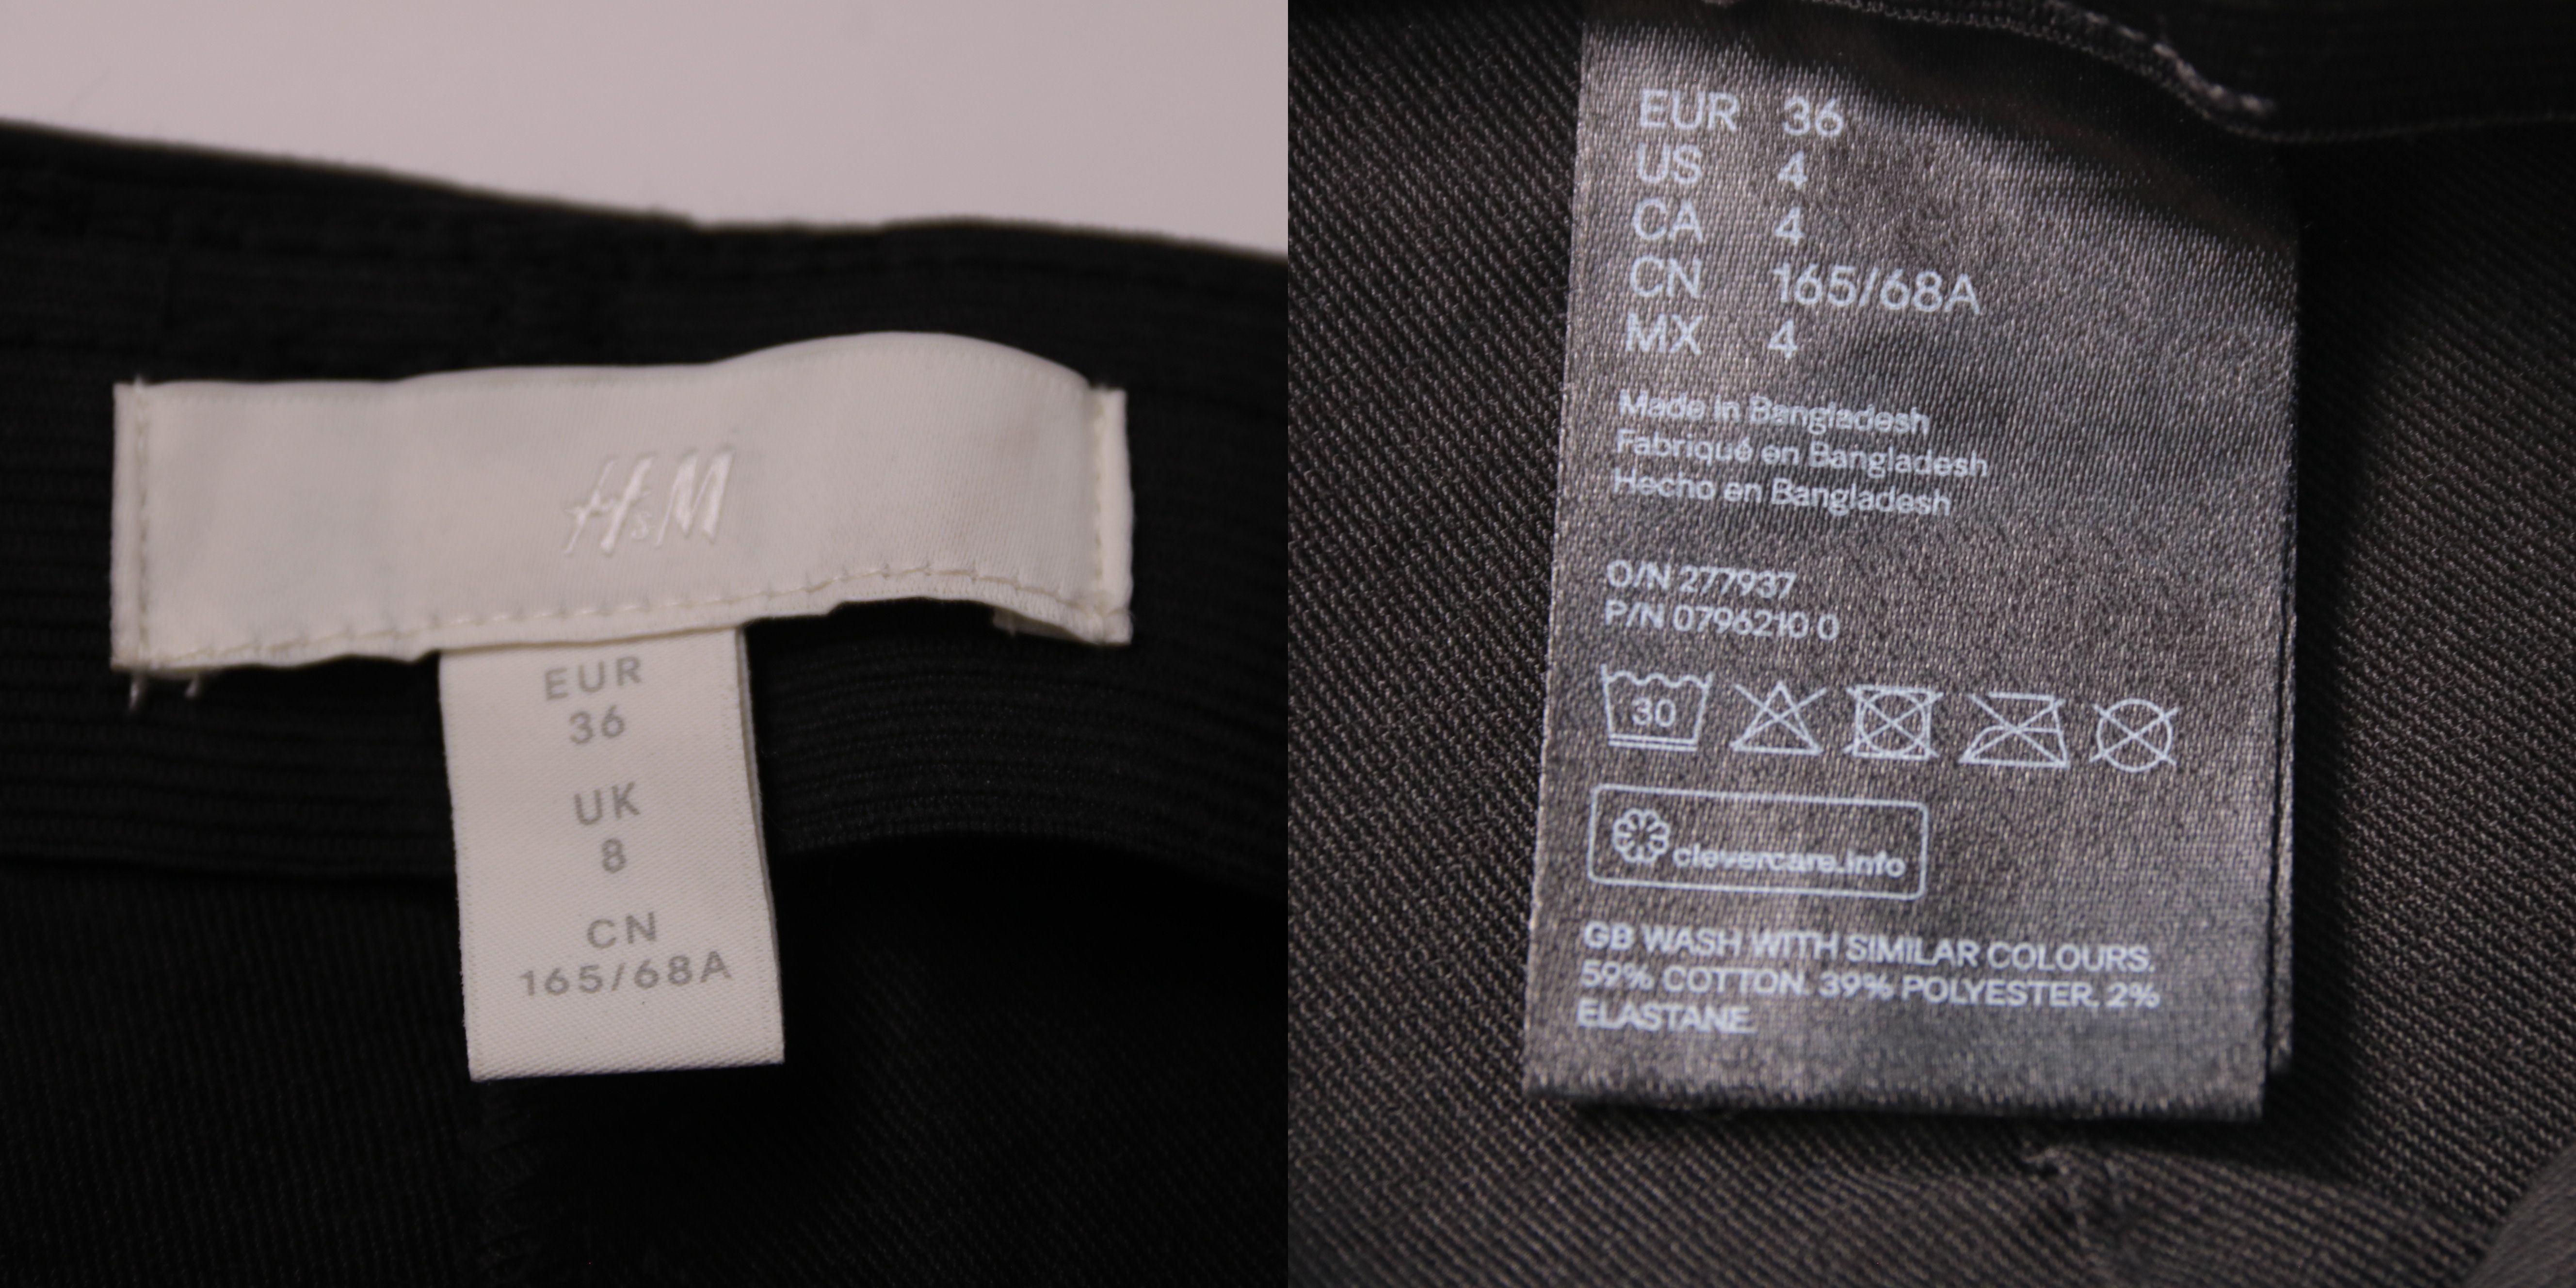 H&M
EUR
36
UK
8
CN
165/68A
EUR 36
US 4
CA 4
CN 165/68A
MX 4
Made in Bangladesh
Fabriqué en Bangladesh
Hecho en Bangladesh
O/N 277937
P/N 0796210 0
30
clevercare.info
GB WASH WITH SIMILAR COLOURS.
59% COTTON. 39% POLYESTER. 2%
ELASTANE.